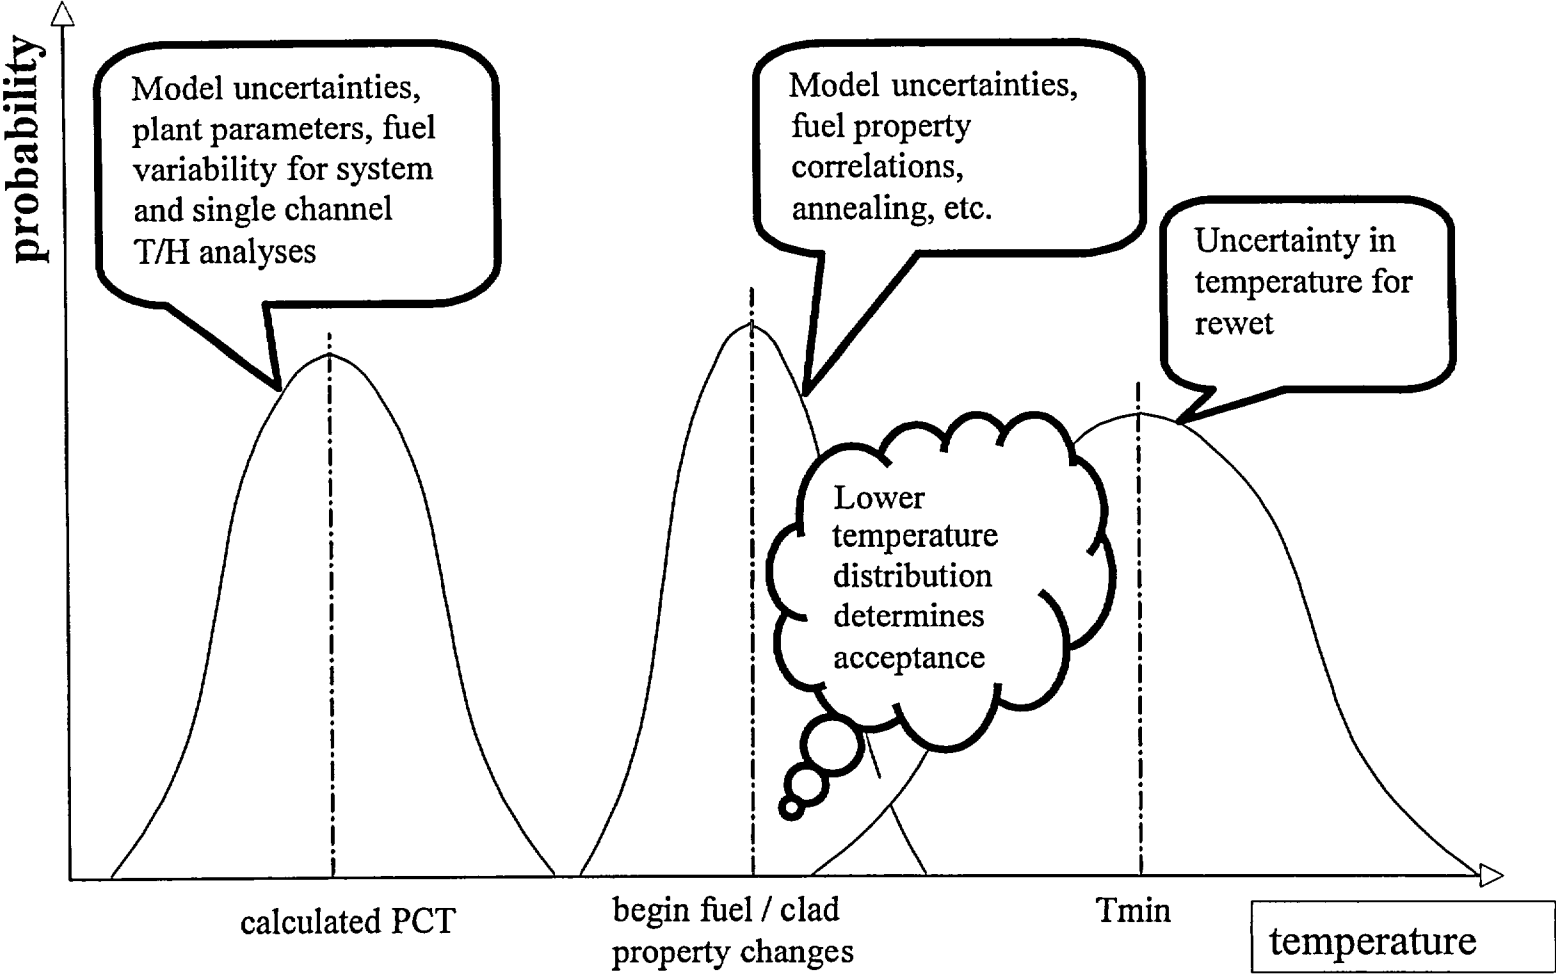 probability
Model uncertainties,
plant parameters, fuel
variability for system
and single channel
T/H analyses
Model uncertainties,
fuel property
correlations,
annealing, etc.
Uncertainty in
temperature for
rewet
Lower
temperature
distribution
determines
acceptance
calculated PCT
begin fuel / clad
property changes
Tmin
temperature